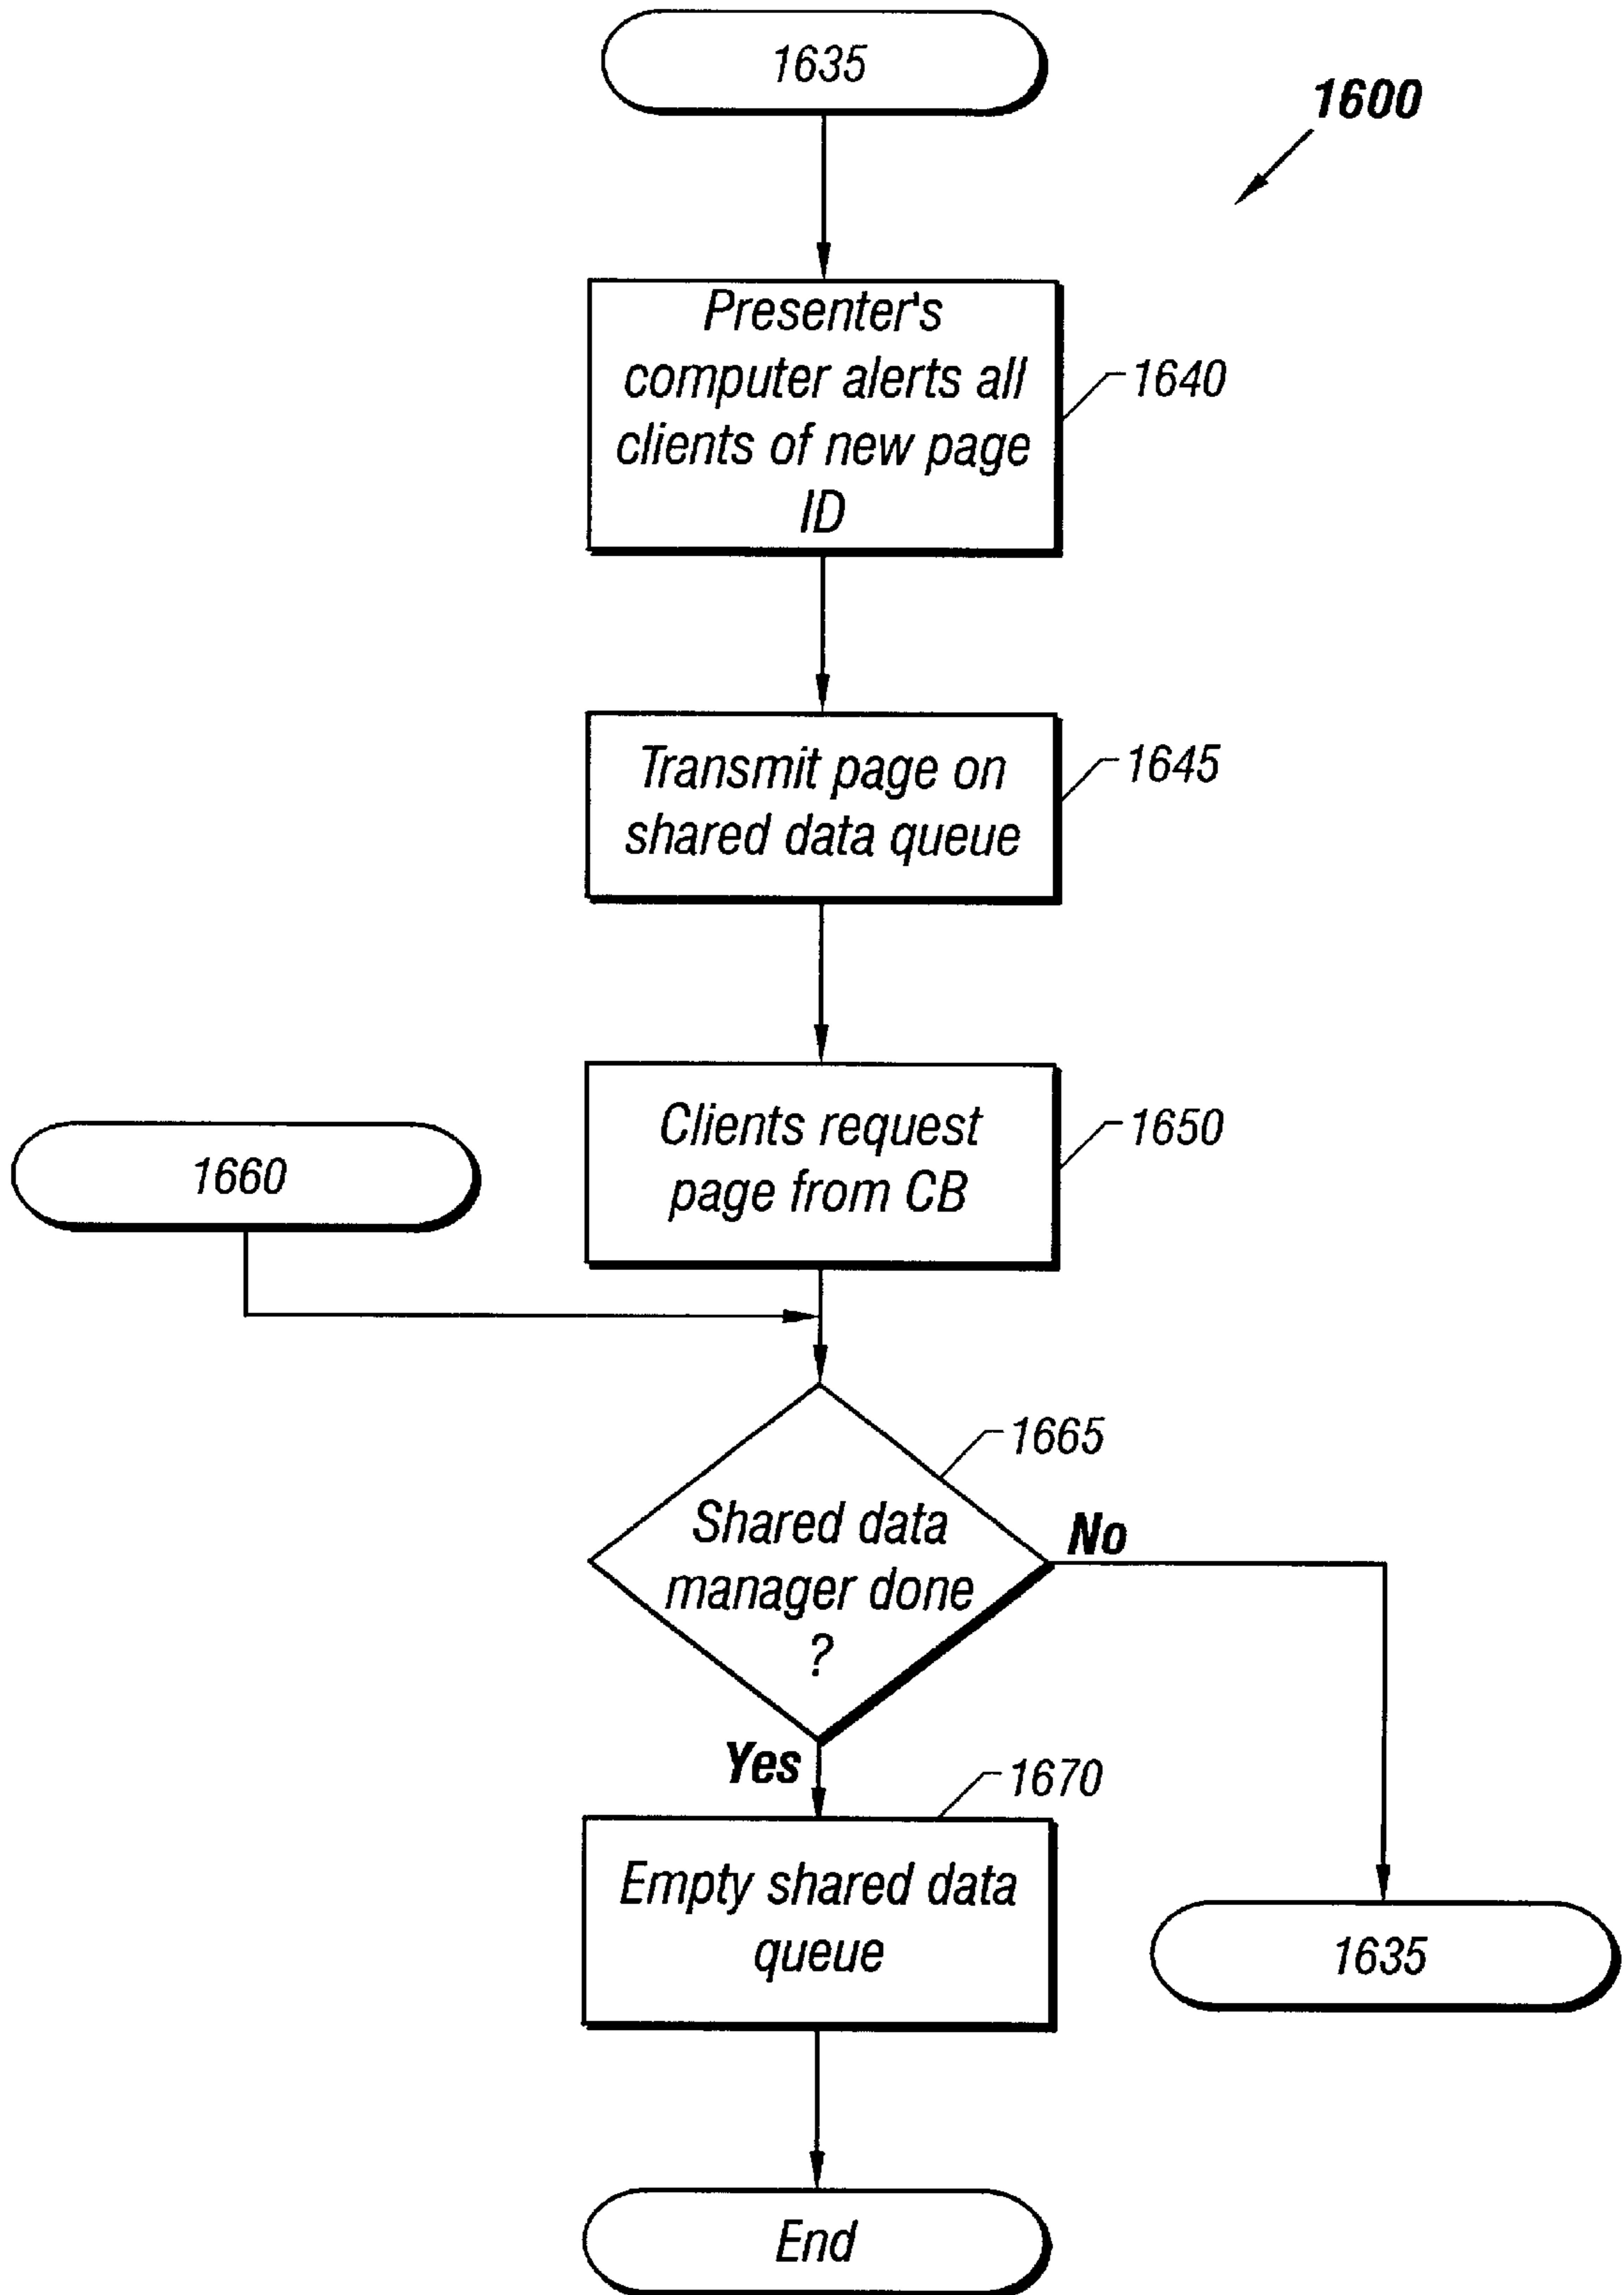 1635
1600
Presenter's
computer alerts all
clients of new page
ID
1640
Transmit page on
shared data queue
1645
Clients request
page from CB
1650
1660
1665
Shared data
manager done
?
No
Yes
1670
Empty shared data
queue
1635
End